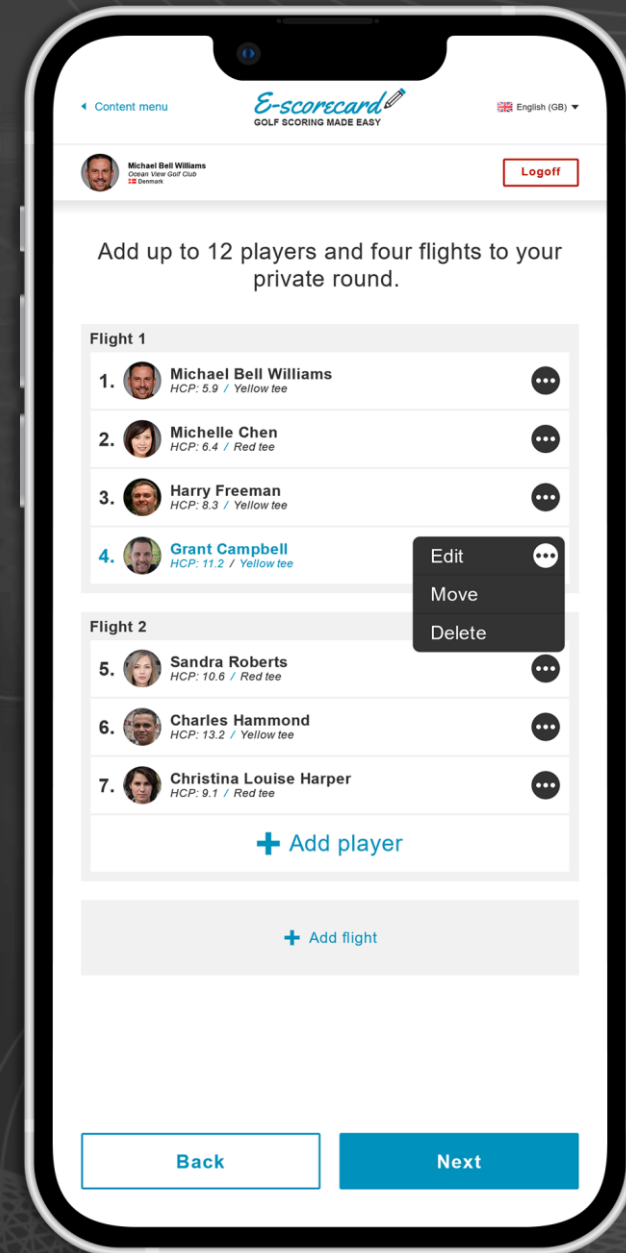 Content menu
E-scorecard
GOLF SCORING MADE EASY
English (GB)
Michael Bell Williams
Ocean View Golf Club
Denmark
Logoff
Add up to 12 players and four flights to your
private round.
Flight 1
1. Michael Bell Williams
HCP: 5.9 / Yellow tee
2. Michelle Chen
HCP: 6.4 / Red tee
3. Harry Freeman
HCP: 8.3 / Yellow tee
4. Grant Campbell
HCP: 11.2 / Yellow tee
Edit
Move
Delete
Flight 2
5. Sandra Roberts
HCP: 10.6 / Red tee
6. Charles Hammond
HCP: 13.2 / Yellow tee
7. Christina Louise Harper
HCP: 9.1 / Red tee
+ Add player
+ Add flight
Back
Next